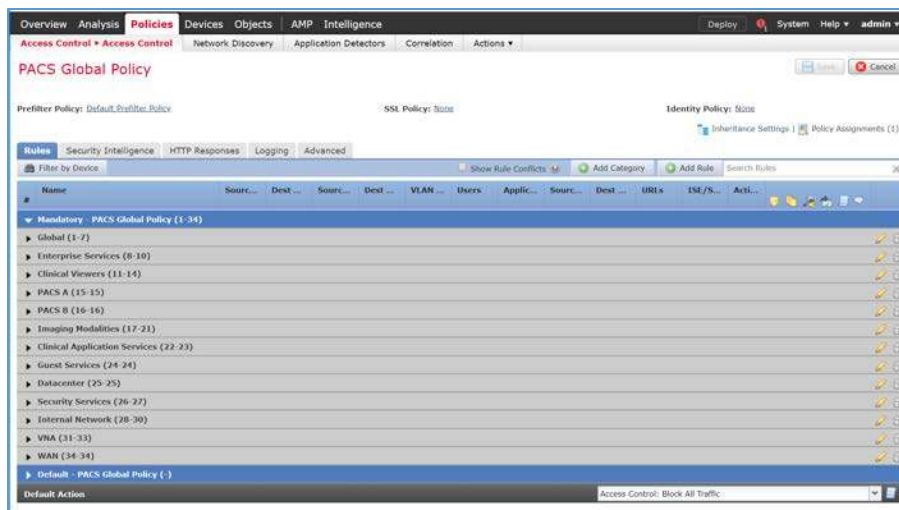 Overview Analysis Policies Devices Objects AMP Intelligence Deploy System Help admin
Access Control ▸ Access Control Network Discovery Application Detectors Correlation Actions
PACS Global Policy Save Cancel
Prefilter Policy: Default Prefilter Policy SSL Policy: None Identity Policy: None
Inheritance Settings | Policy Assignments (1)
Rules Security Intelligence HTTP Responses Logging Advanced
Filter by Device Show Rule Conflicts Add Category Add Rule Search Rules
# Name Sourc... Dest ... Sourc... Dest ... VLAN ... Users Applic... Sourc... Dest ... URLs ISE/S... Acti...
Mandatory - PACS Global Policy (1-34)
Global (1-7)
Enterprise Services (8-10)
Clinical Viewers (11-14)
PACS A (15-15)
PACS B (16-16)
Imaging Modalities (17-21)
Clinical Application Services (22-23)
Guest Services (24-24)
Datacenter (25-25)
Security Services (26-27)
Internal Network (28-30)
VNA (31-33)
WAN (34-34)
Default - PACS Global Policy (-)
Default Action Access Control: Block All Traffic